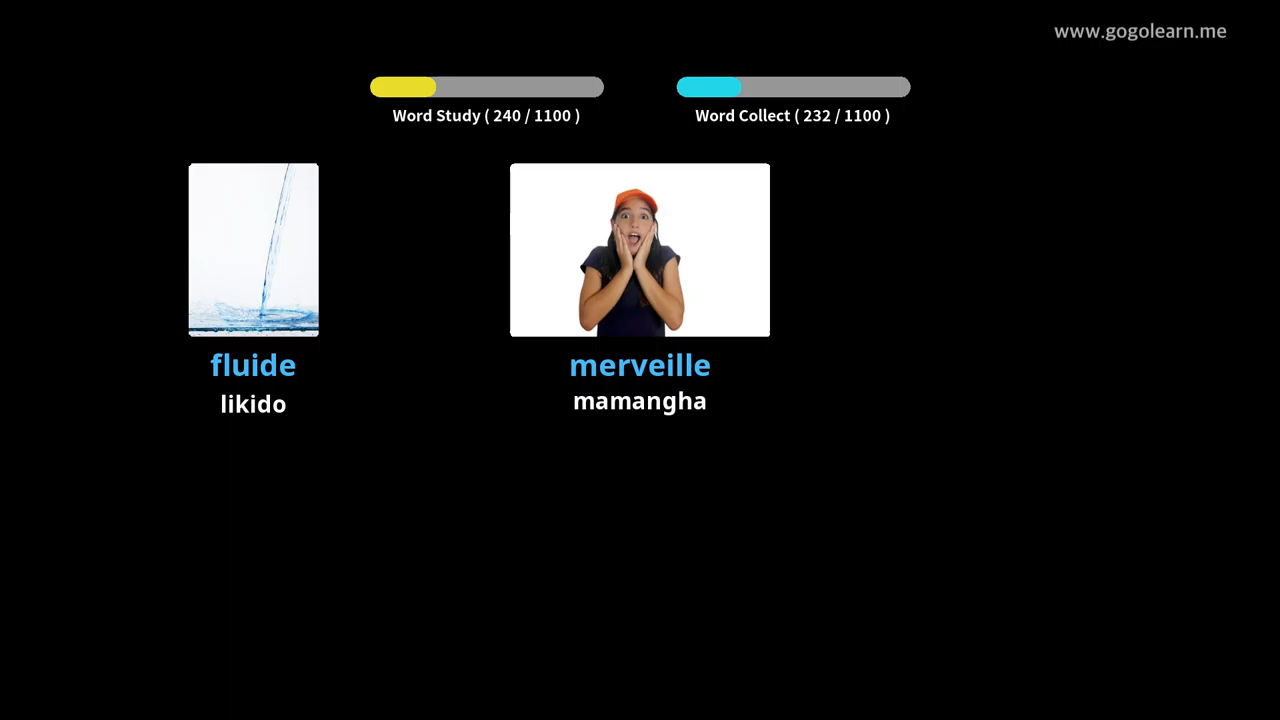 www.gogolearn.me
Word Study ( 240 / 1100 )
Word Collect ( 232 / 1100 )
fluide
likido
merveille
mamangha